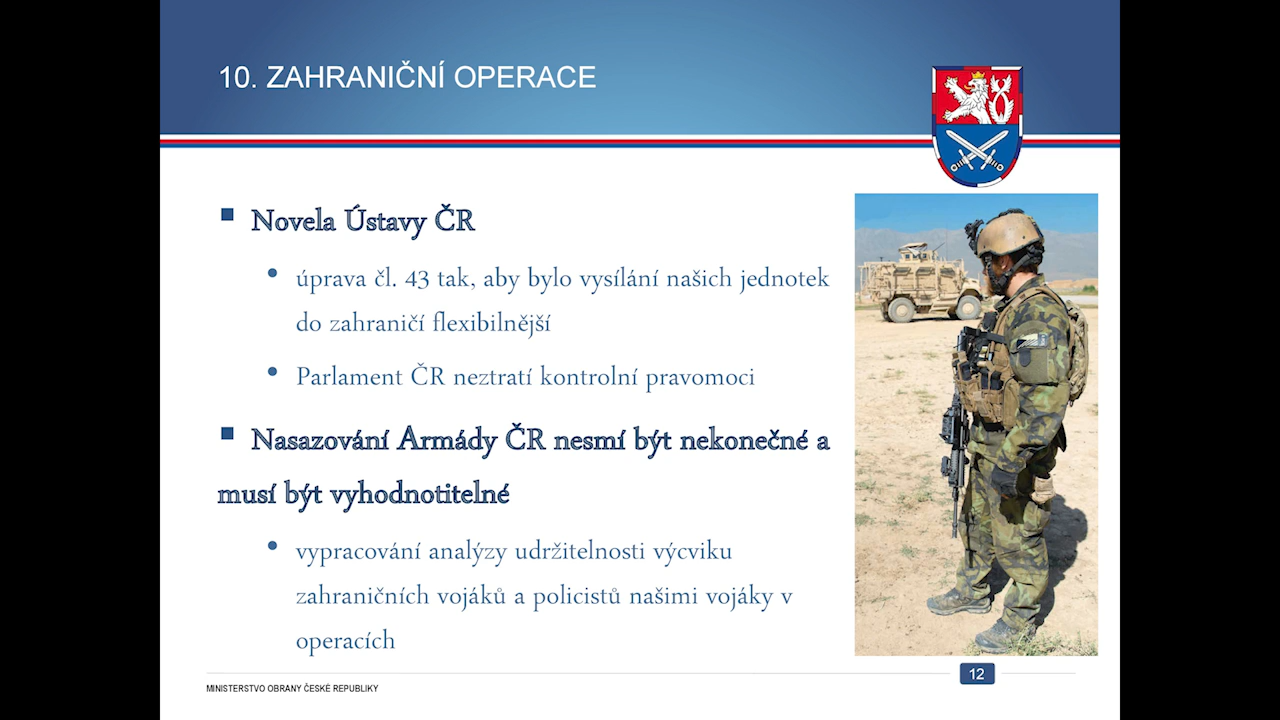 10. ZAHRANIČNÍ OPERACE
Novela Ústavy ČR
úprava čl. 43 tak, aby bylo vysílání našich jednotek
do zahraničí flexibilnější
Parlament ČR neztratí kontrolní pravomoci
Nasazování Armády ČR nesmí být nekonečné a
musí být vyhodnotitelné
vypracování analýzy udržitelnosti výcviku
zahraničních vojáků a policistů našimi vojáky v
operacích
MINISTERSTVO OBRANY ČESKÉ REPUBLIKY
12